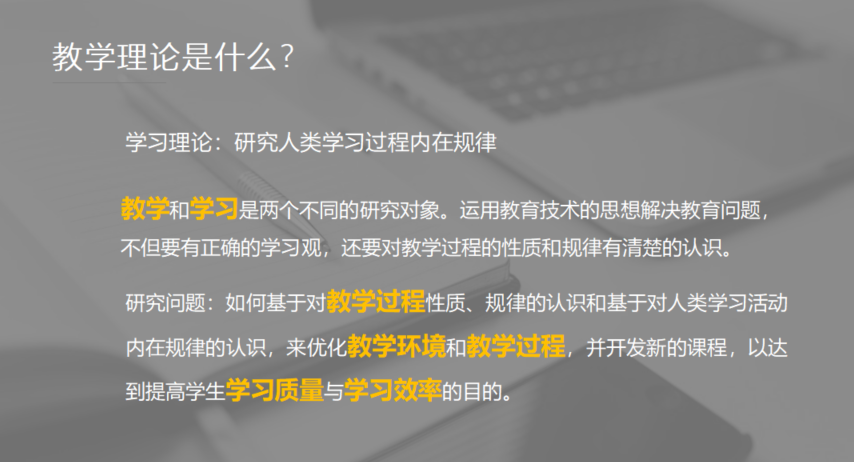 教学理论是什么？
学习理论：研究人类学习过程内在规律
教学和学习是两个不同的研究对象。运用教育技术的思想解决教育问题，
不但要有正确的学习观，还要对教学过程的性质和规律有清楚的认识。
研究问题：如何基于对教学过程性质、规律的认识和基于对人类学习活动
内在规律的认识，来优化教学环境和教学过程，并开发新的课程，以达
到提高学生学习质量与学习效率的目的。